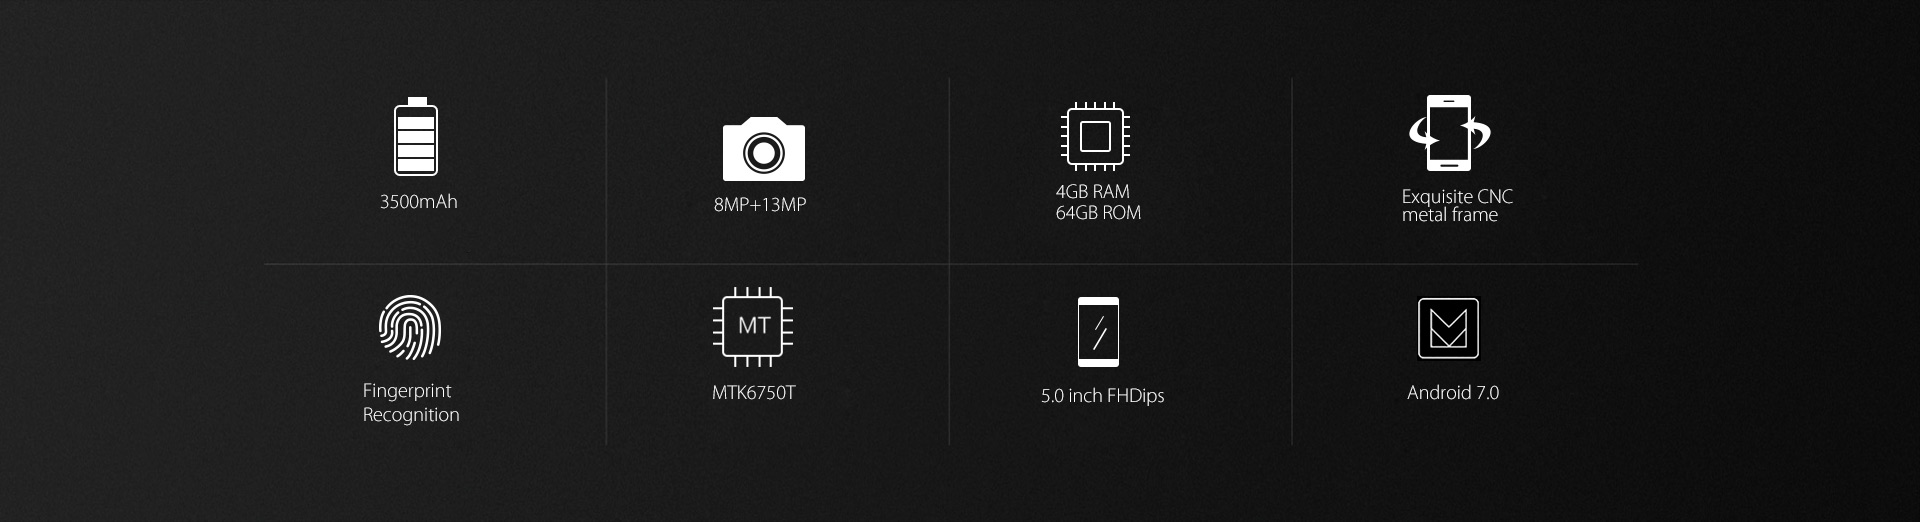 3500mAh
8MP+13MP
4GB RAM
64GB ROM
Exquisite CNC
metal frame
Fingerprint
Recognition
MT
MTK6750T
5.0 inch FHDips
Android 7.0